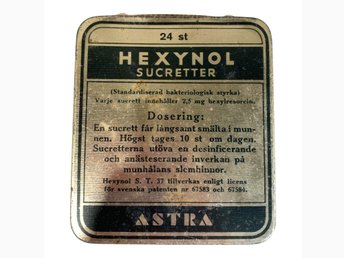 24 st
HEXYNOL
SUCRETTER
(Standardiserad bakteriologisk styrka)
Varje sucrett innehåller 2,5 mg hexylresorcin.
Dosering:
En sucrett får långsamt smälta i mun-
nen. Högst tages 10 st om dagen.
Sucretterna utöva en desinficerande
och anästeserande inverkan på
munhålans slemhinnor.
Hexynol S. T. 37 tillverkas enligt licens
för svenska patenten nr 67583 och 67584.
ASTRA